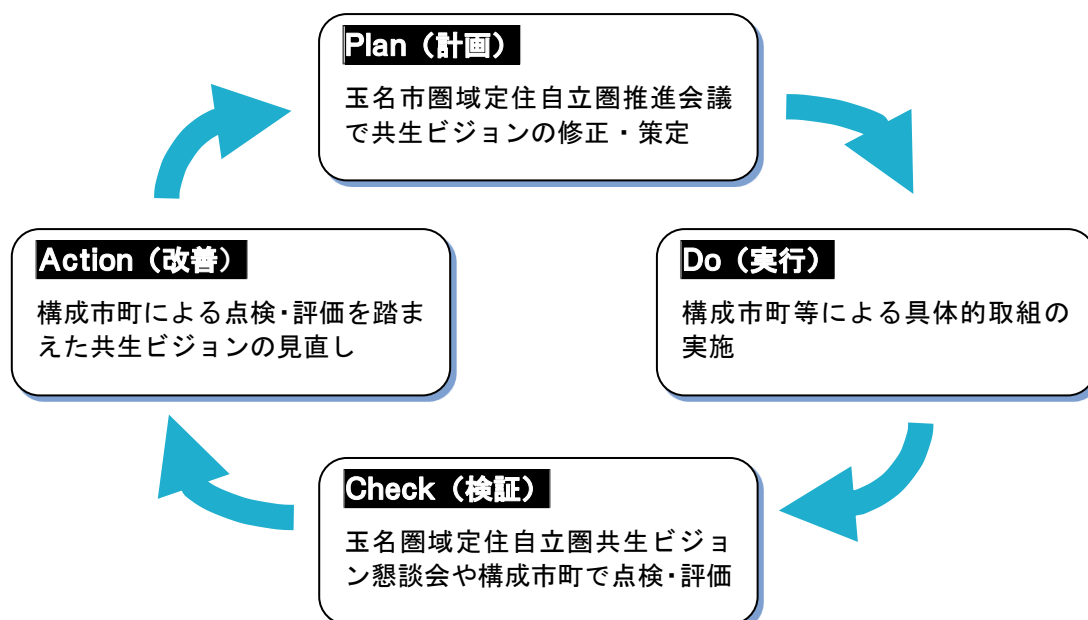 Plan（計画）
玉名市圏域定住自立圏推進会議
で共生ビジョンの修正・策定
Action（改善）
構成市町による点検・評価を踏ま
えた共生ビジョンの見直し
Do（実行）
構成市町等による具体的取組の
実施
Check（検証）
玉名圏域定住自立圏共生ビジョ
ン懇談会や構成市町で点検・評価